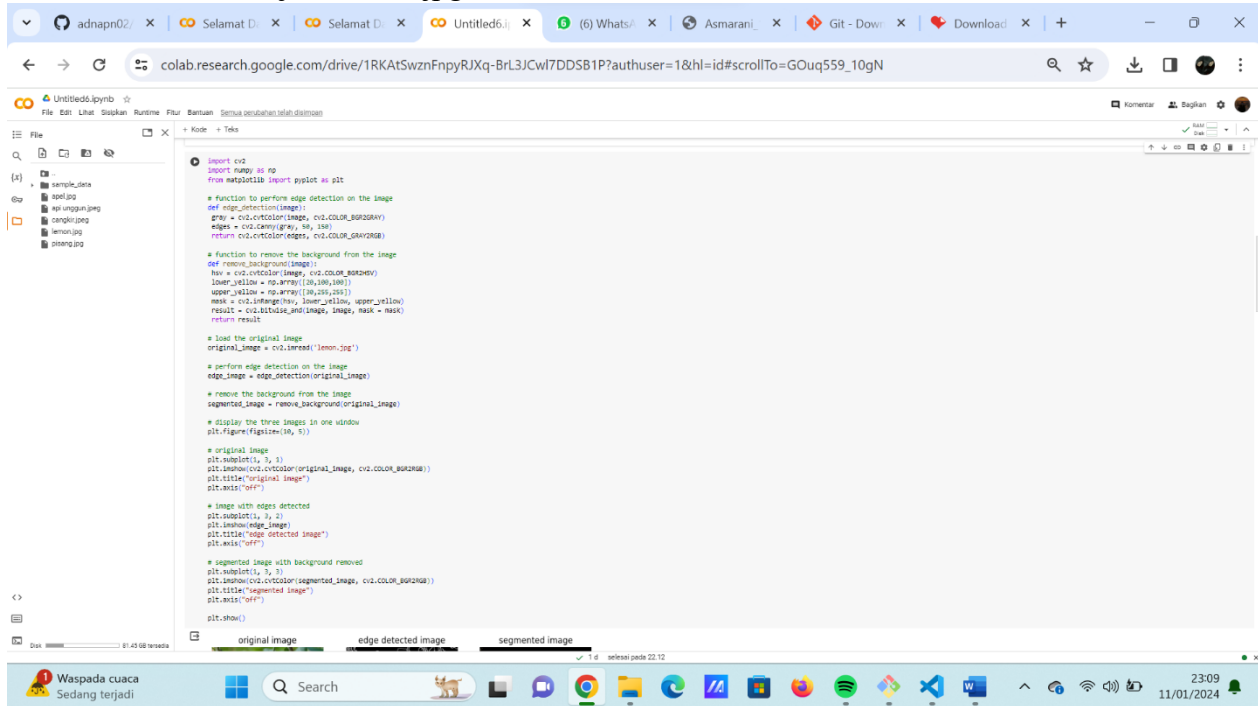 adnapn02/
Selamat D
Selamat D
Untitled6.i
(6) WhatsA
Asmarani_
Git - Down
Download
colab.research.google.com/drive/1RKAtSwznFnpyRJXq-BrL3JCwl7DDSB1P?authuser=1&hl=id#scrollTo=GOuq559_10gN
Untitled6.ipynb
File Edit Lihat Sisipkan Runtime Fitur Bantuan Semua perubahan telah disimpan
Komentar Bagikan
File
+ Kode + Teks
RAM
Disk
{x}
..
sample_data
apel.jpg
api unggun.jpeg
cangkir.jpeg
lemon.jpg
pisang.jpg
import cv2
import numpy as np
from matplotlib import pyplot as plt
# function to perform edge detection on the image
def edge_detection(image):
gray = cv2.cvtColor(image, cv2.COLOR_BGR2GRAY)
edges = cv2.Canny(gray, 50, 150)
return cv2.cvtColor(edges, cv2.COLOR_GRAY2RGB)
# function to remove the background from the image
def remove_background(image):
hsv = cv2.cvtColor(image, cv2.COLOR_BGR2HSV)
lower_yellow = np.array([20,100,100])
upper_yellow = np.array([30,255,255])
mask = cv2.inRange(hsv, lower_yellow, upper_yellow)
result = cv2.bitwise_and(image, image, mask = mask)
return result
# load the original image
original_image = cv2.imread('lemon.jpg')
# perform edge detection on the image
edge_image = edge_detection(original_image)
# remove the background from the image
segmented_image = remove_background(original_image)
# display the three images in one window
plt.figure(figsize=(10, 5))
# original image
plt.subplot(1, 3, 1)
plt.imshow(cv2.cvtColor(original_image, cv2.COLOR_BGR2RGB))
plt.title("original image")
plt.axis("off")
# image with edges detected
plt.subplot(1, 3, 2)
plt.imshow(edge_image)
plt.title("edge detected image")
plt.axis("off")
# segmented image with background removed
plt.subplot(1, 3, 3)
plt.imshow(cv2.cvtColor(segmented_image, cv2.COLOR_BGR2RGB))
plt.title("segmented image")
plt.axis("off")
plt.show()
original image edge detected image segmented image
Disk 81.43 GB tersedia
1 d selesai pada 22.12
1
Waspada cuaca
Sedang terjadi
Search
23:09
11/01/2024